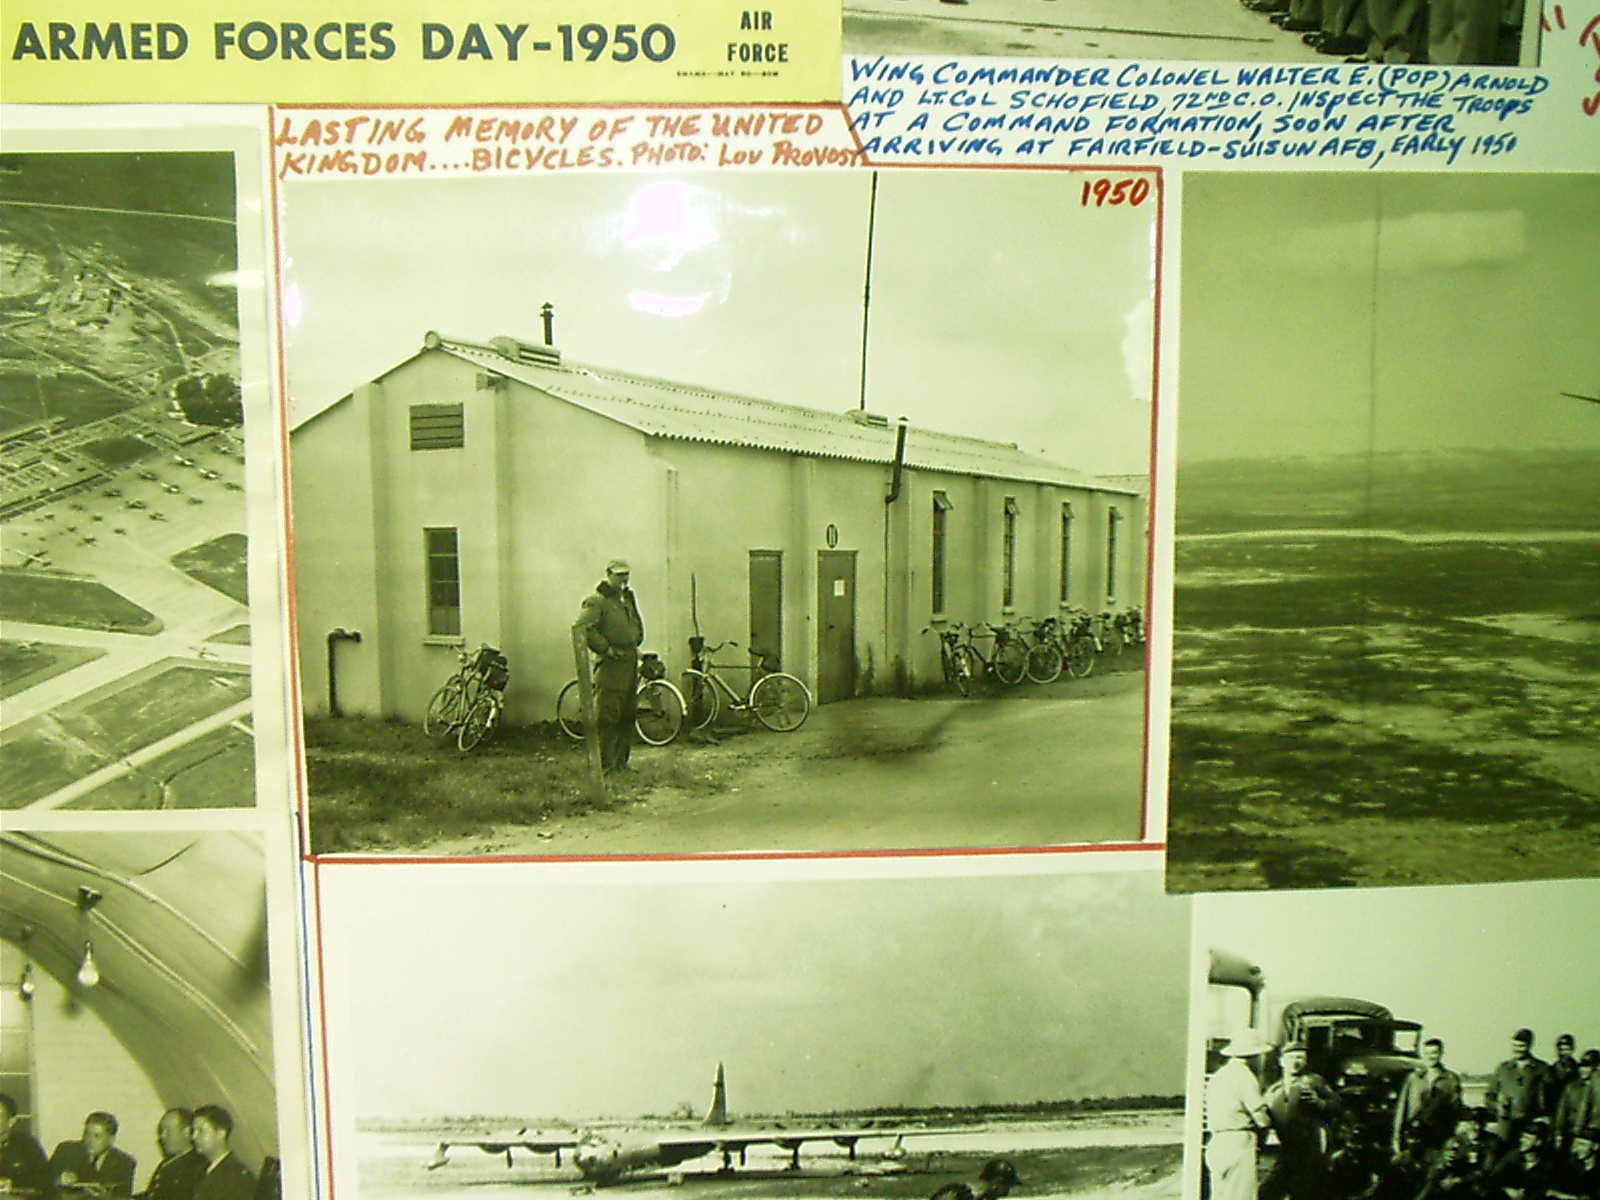 ARMED FORCES DAY-1950
AIR
FORCE
WING COMMANDER COLONEL WALTER E. (POP) ARNOLD
AND LT. COL SCHOFIELD, 72ND C.O. INSPECT THE TROOPS
AT A COMMAND FORMATION, SOON AFTER
ARRIVING AT FAIRFIELD-SUISUN AFB, EARLY 1950
LASTING MEMORY OF THE UNITED
KINGDOM....BICYCLES. PHOTO: LOU PROVOST
1950